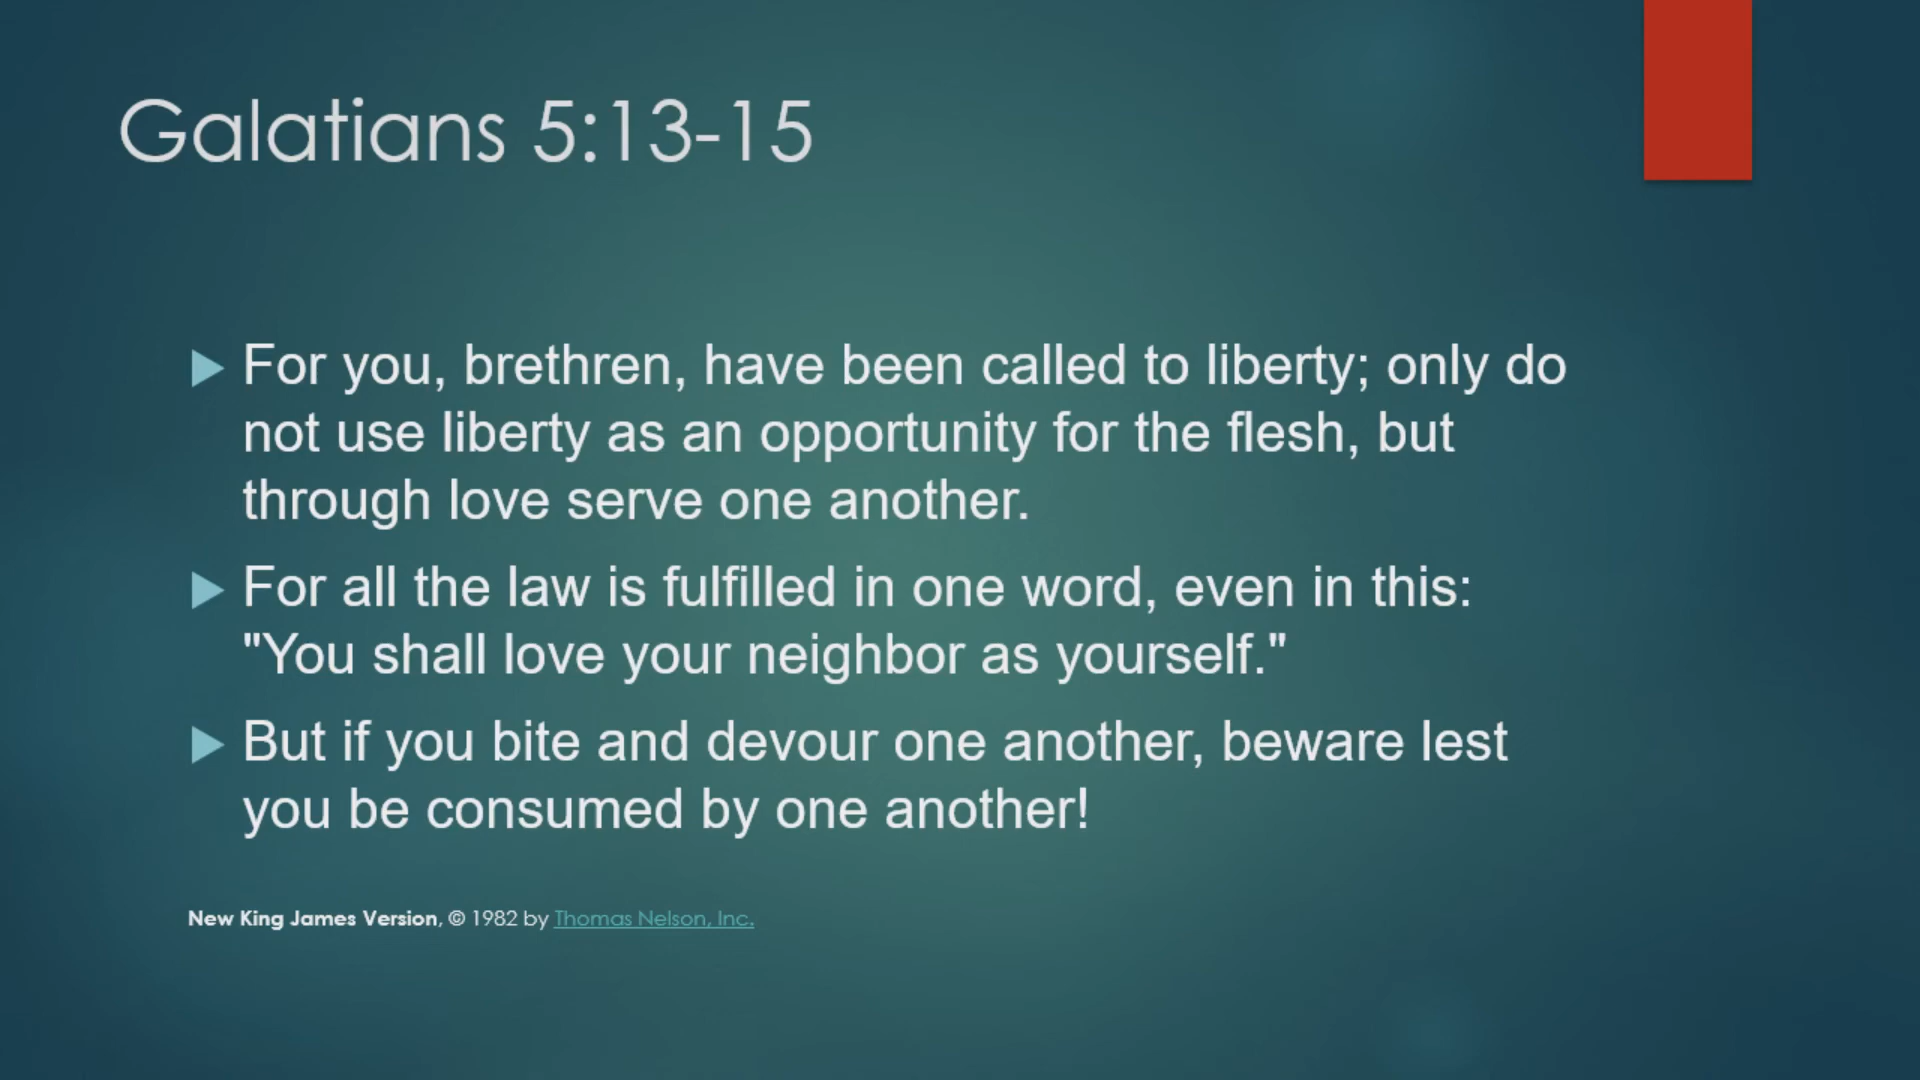 Galatians 5:13-15
For you, brethren, have been called to liberty; only do
not use liberty as an opportunity for the flesh, but
through love serve one another.
For all the law is fulfilled in one word, even in this:
"You shall love your neighbor as yourself."
But if you bite and devour one another, beware lest
you be consumed by one another!
New King James Version, © 1982 by Thomas Nelson, Inc.